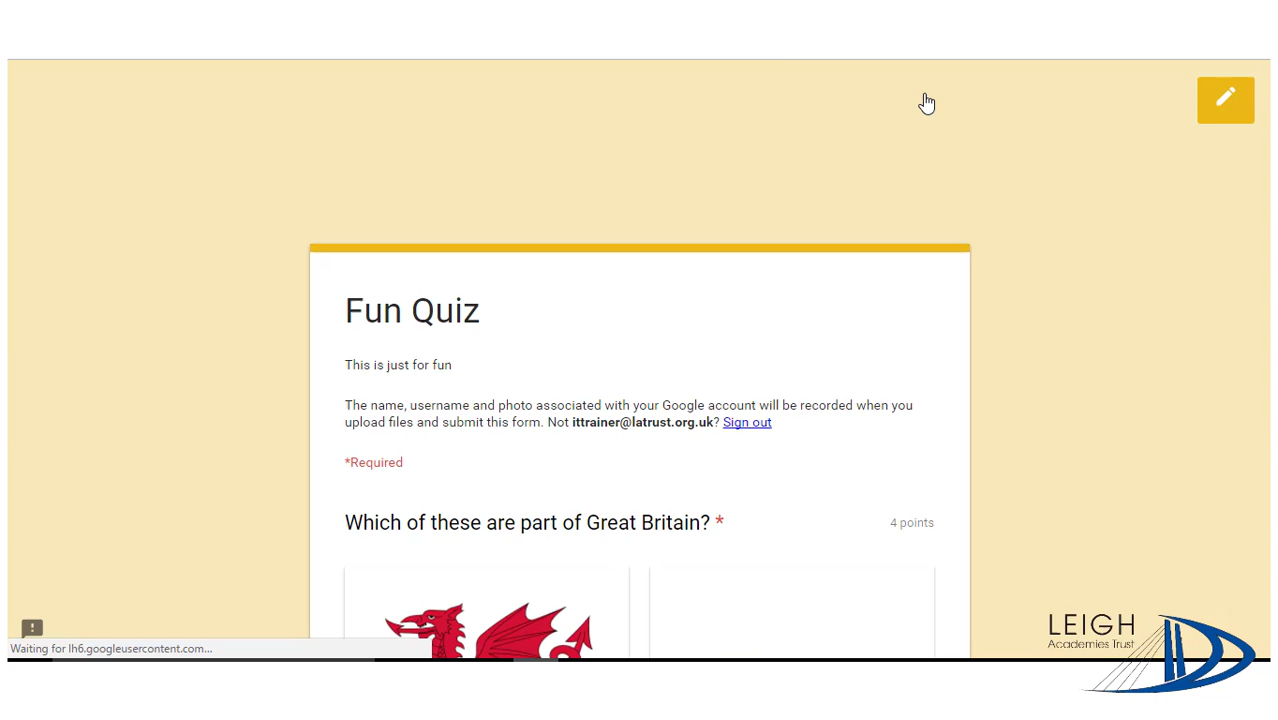 Fun Quiz
This is just for fun
The name, username and photo associated with your Google account will be recorded when you
upload files and submit this form. Not ittrainer@latrust.org.uk? Sign out
*Required
Which of these are part of Great Britain? *
4 points
Waiting for lh6.googleusercontent.com...
LEIGH
Academies Trust